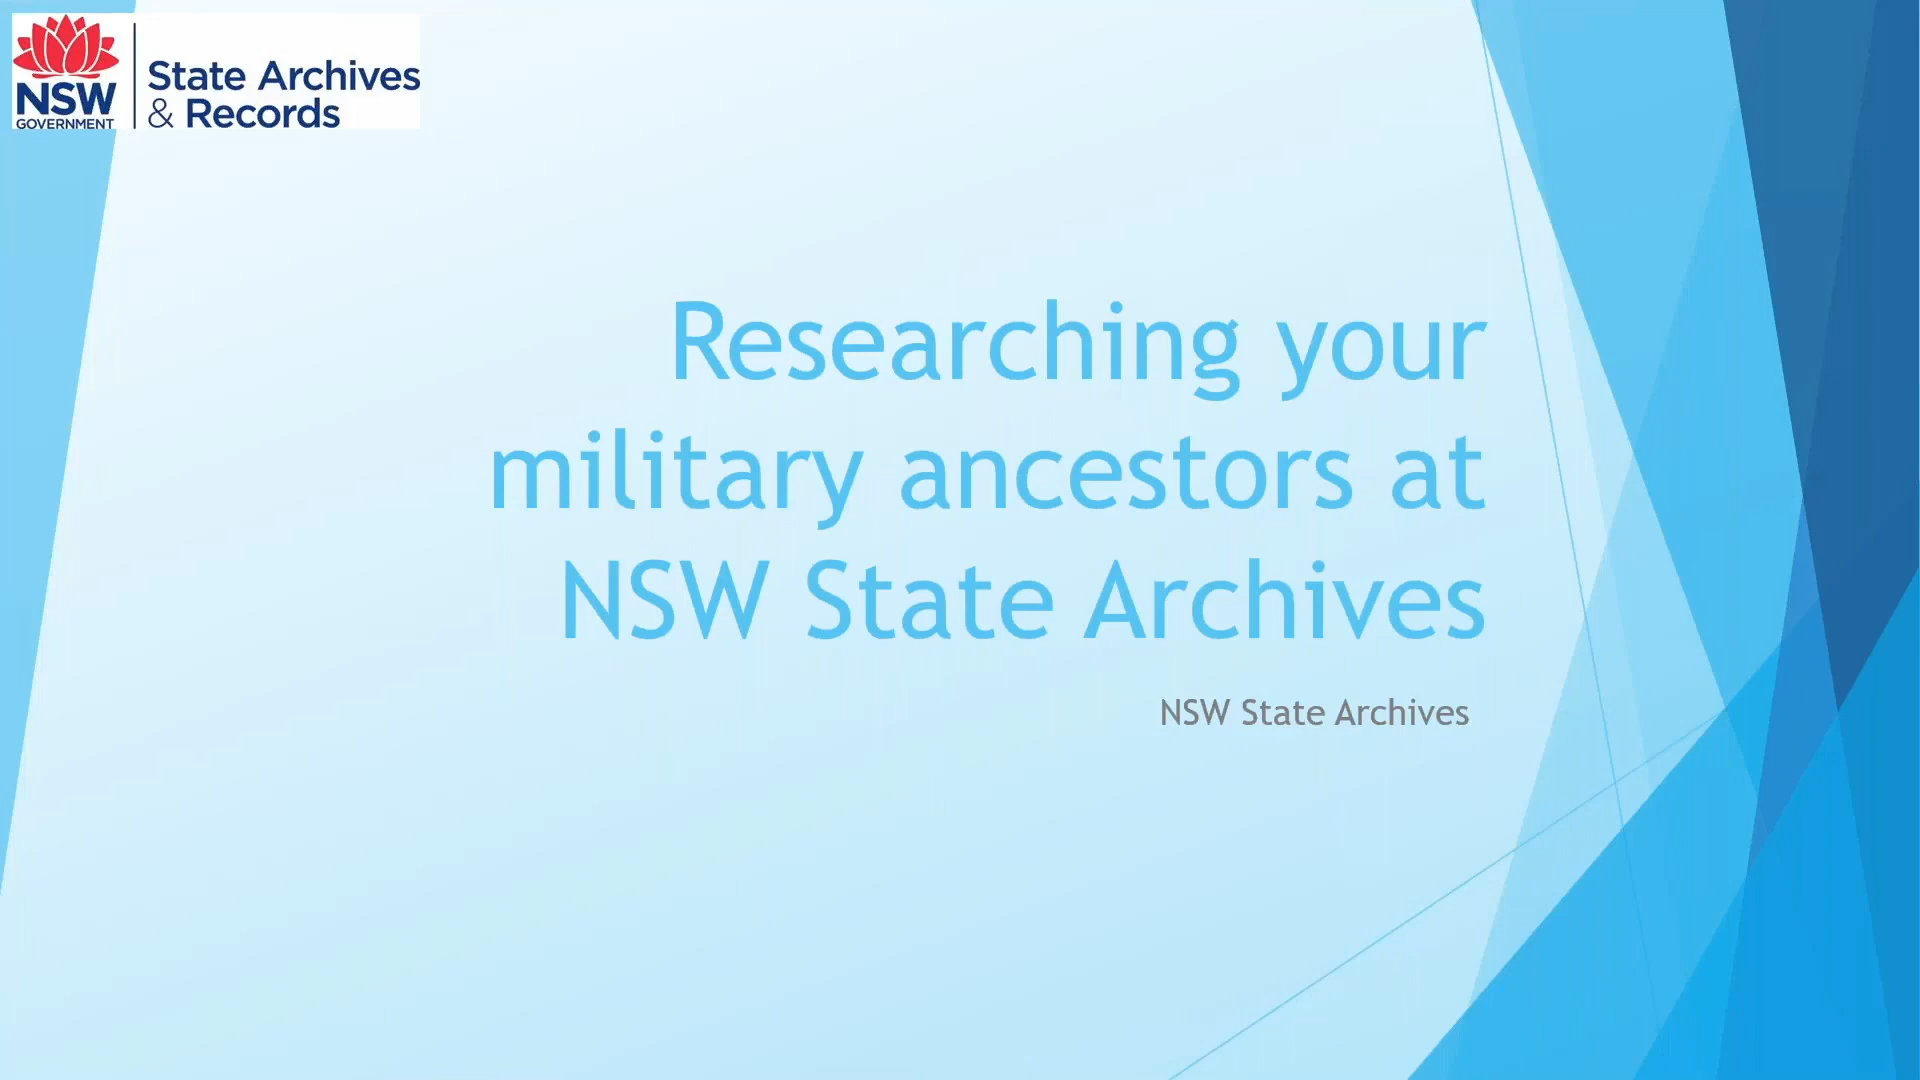 NSW
GOVERNMENT
State Archives
& Records
Researching your
military ancestors at
NSW State Archives
NSW State Archives